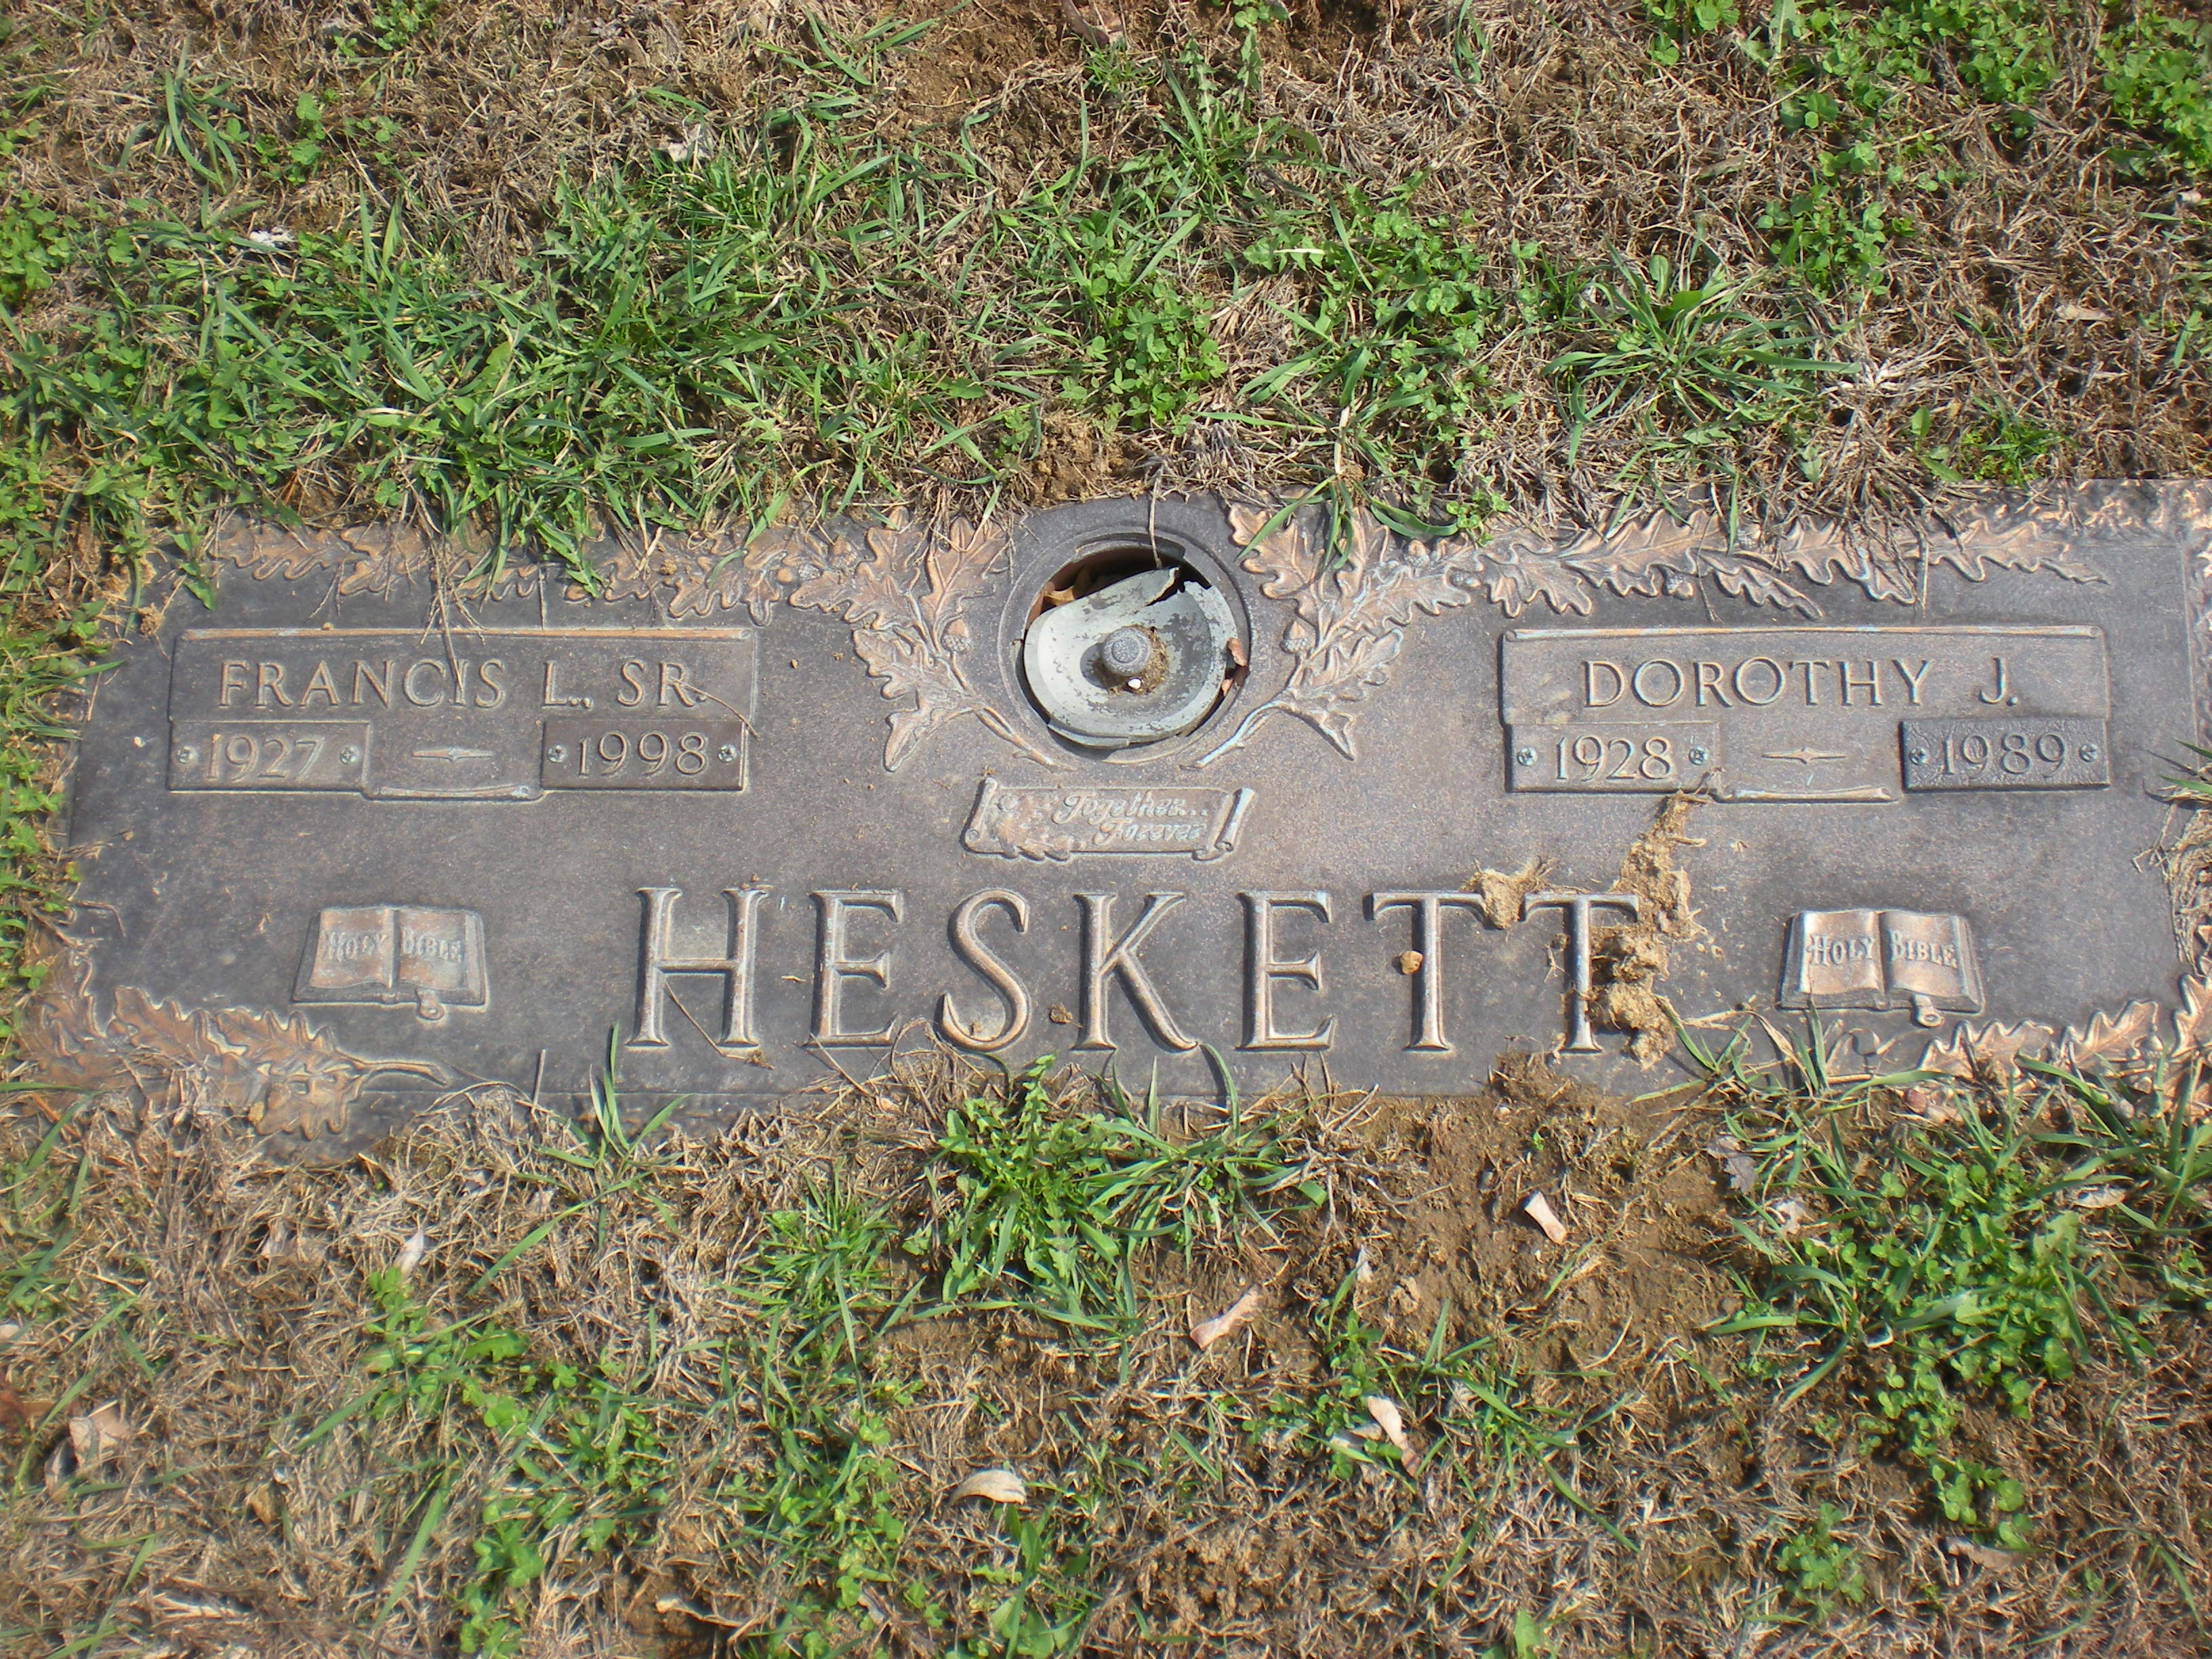 FRANCIS L., SR.
1927 1998
DOROTHY J.
1928 1989
Together...
Forever
HESKETT
HOLY BIBLE
HOLY BIBLE